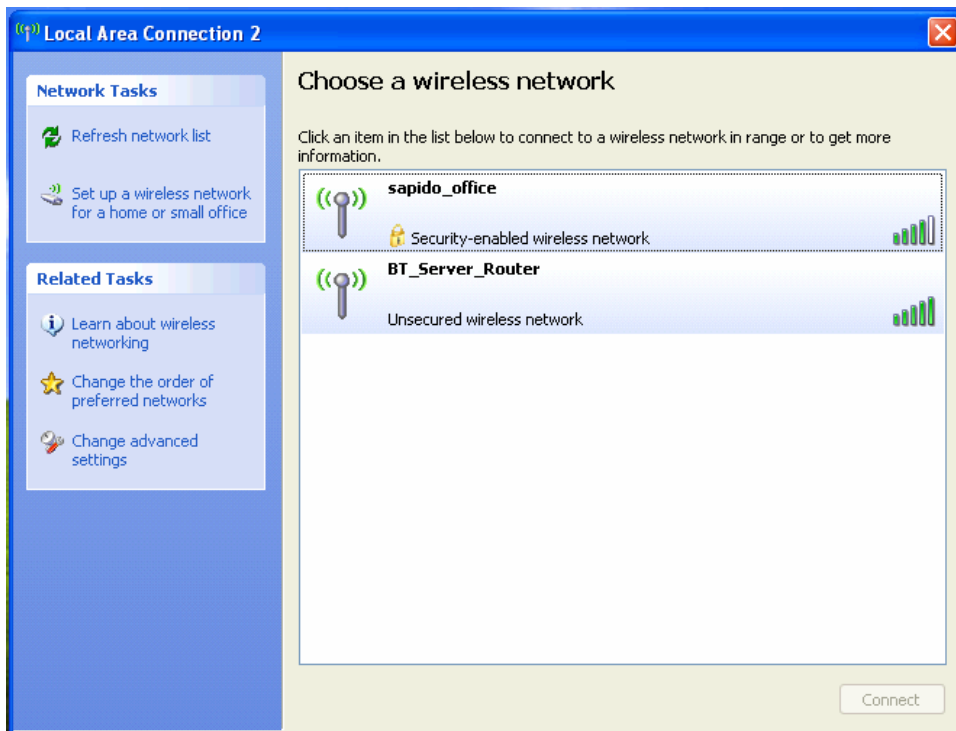 Local Area Connection 2
Network Tasks
Refresh network list
Set up a wireless network
for a home or small office
Related Tasks
Learn about wireless
networking
Change the order of
preferred networks
Change advanced
settings
Choose a wireless network
Click an item in the list below to connect to a wireless network in range or to get more
information.
sapido_office
Security-enabled wireless network
BT_Server_Router
Unsecured wireless network
Connect